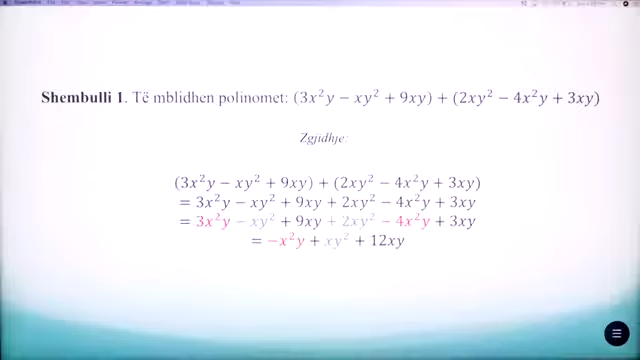 Shembulli 1. Të mblidhen polinomet: (3x²y − xy² + 9xy) + (2xy² − 4x²y + 3xy)
Zgjidhje:
(3x²y − xy² + 9xy) + (2xy² − 4x²y + 3xy)
= 3x²y − xy² + 9xy + 2xy² − 4x²y + 3xy
= 3x²y − xy² + 9xy + 2xy² − 4x²y + 3xy
= −x²y + xy² + 12xy